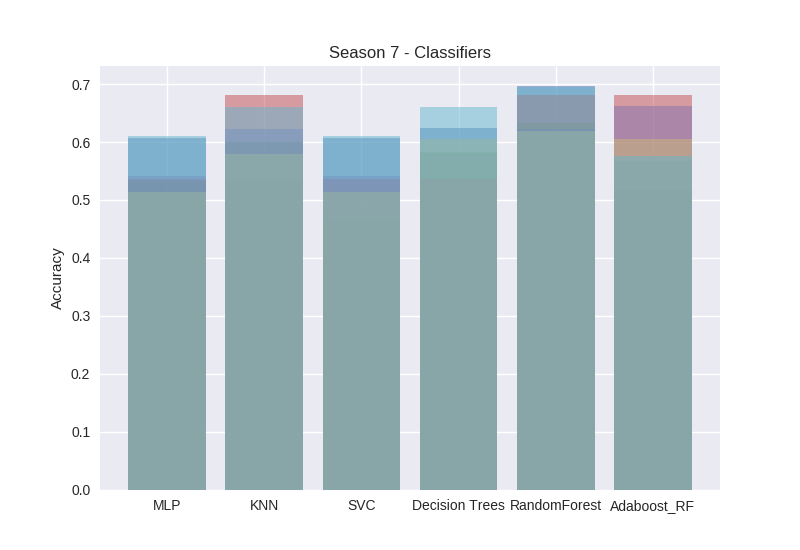 Season 7 - Classifiers
Accuracy
0.7
0.6
0.5
0.4
0.3
0.2
0.1
0.0
MLP
KNN
SVC
Decision Trees
RandomForest
Adaboost_RF